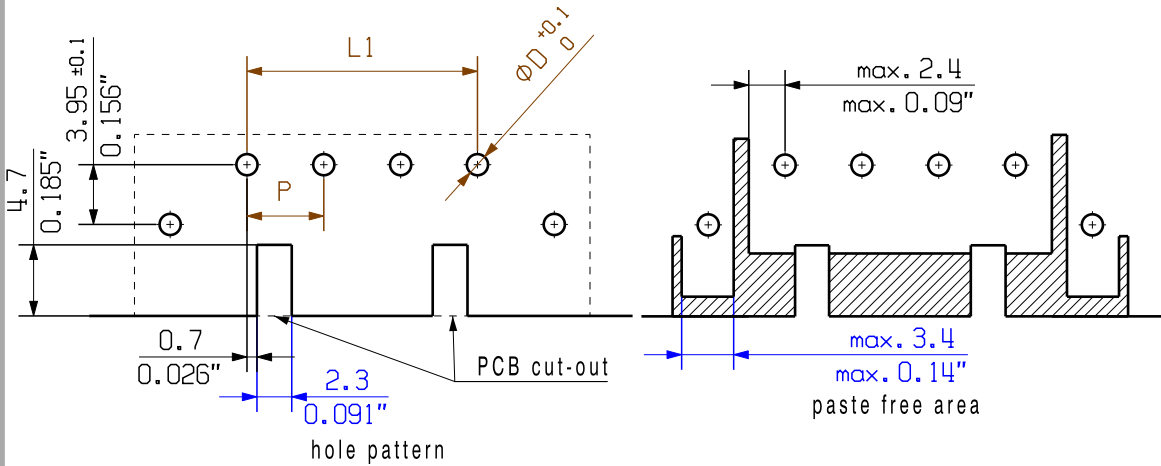 L1
ΦD +0.1 0
3.95 ±0.1
0.156"
4.7
0.185"
P
0.7
0.026"
2.3
0.091"
PCB cut-out
hole pattern
max. 2.4
max. 0.09"
max. 3.4
max. 0.14"
paste free area